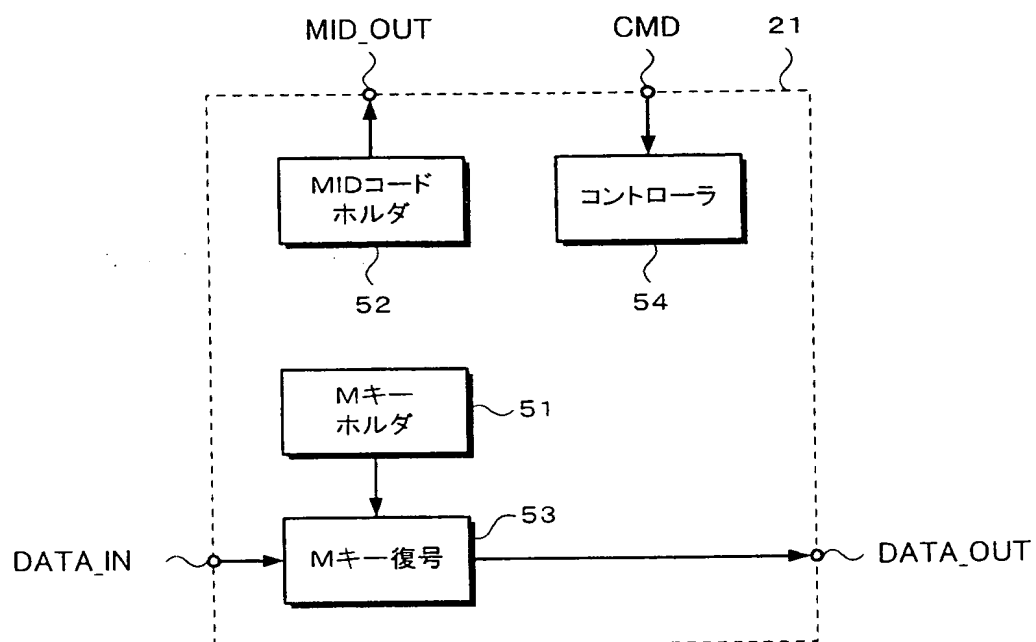 MID_OUT
CMD
21
MIDコード
ホルダ
コントローラ
52
54
Mキー
ホルダ
51
53
DATA_IN
Mキー復号
DATA_OUT